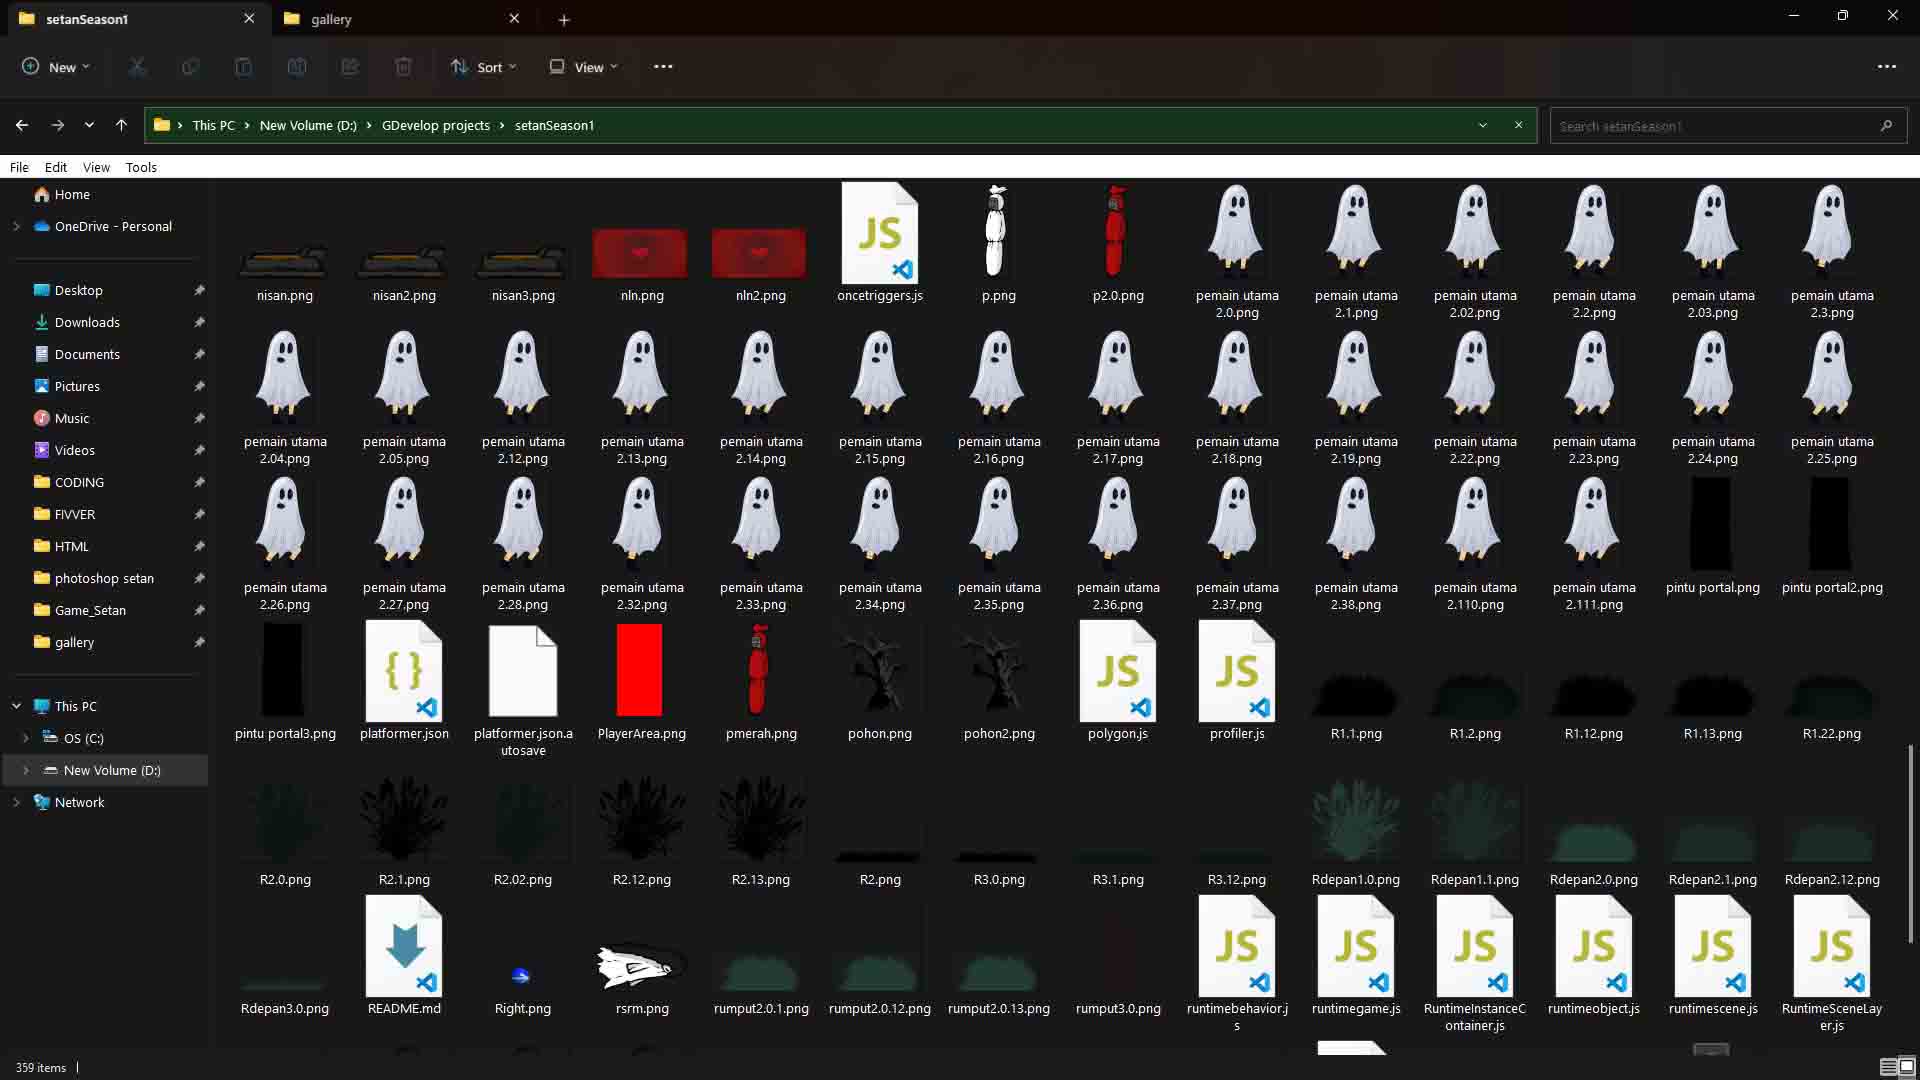 setanSeason1
gallery
New
Sort
View
This PC
New Volume (D:)
GDevelop projects
setanSeason1
Search setanSeason1
File Edit View Tools
Home
OneDrive - Personal
Desktop
Downloads
Documents
Pictures
Music
Videos
CODING
FIVVER
HTML
photoshop setan
Game_Setan
gallery
This PC
OS (C:)
New Volume (D:)
Network
JS
nisan.png
nisan2.png
nisan3.png
nln.png
nln2.png
oncetriggers.js
p.png
p2.0.png
pemain utama
2.0.png
pemain utama
2.1.png
pemain utama
2.02.png
pemain utama
2.2.png
pemain utama
2.03.png
pemain utama
2.3.png
pemain utama
2.04.png
pemain utama
2.05.png
pemain utama
2.12.png
pemain utama
2.13.png
pemain utama
2.14.png
pemain utama
2.15.png
pemain utama
2.16.png
pemain utama
2.17.png
pemain utama
2.18.png
pemain utama
2.19.png
pemain utama
2.22.png
pemain utama
2.23.png
pemain utama
2.24.png
pemain utama
2.25.png
pemain utama
2.26.png
pemain utama
2.27.png
pemain utama
2.28.png
pemain utama
2.32.png
pemain utama
2.33.png
pemain utama
2.34.png
pemain utama
2.35.png
pemain utama
2.36.png
pemain utama
2.37.png
pemain utama
2.38.png
pemain utama
2.110.png
pemain utama
2.111.png
pintu portal.png
pintu portal2.png
{ }
JS
JS
pintu portal3.png
platformer.json
platformer.json.a
utosave
PlayerArea.png
pmerah.png
pohon.png
pohon2.png
polygon.js
profiler.js
R1.1.png
R1.2.png
R1.12.png
R1.13.png
R1.22.png
R2.0.png
R2.1.png
R2.02.png
R2.12.png
R2.13.png
R2.png
R3.0.png
R3.1.png
R3.12.png
Rdepan1.0.png
Rdepan1.1.png
Rdepan2.0.png
Rdepan2.1.png
Rdepan2.12.png
JS
JS
JS
JS
JS
JS
Rdepan3.0.png
README.md
Right.png
rsrm.png
rumput2.0.1.png
rumput2.0.12.png
rumput2.0.13.png
rumput3.0.png
runtimebehavior.j
s
runtimegame.js
RuntimeInstanceC
ontainer.js
runtimeobject.js
runtimescene.js
RuntimeSceneLay
er.js
359 items